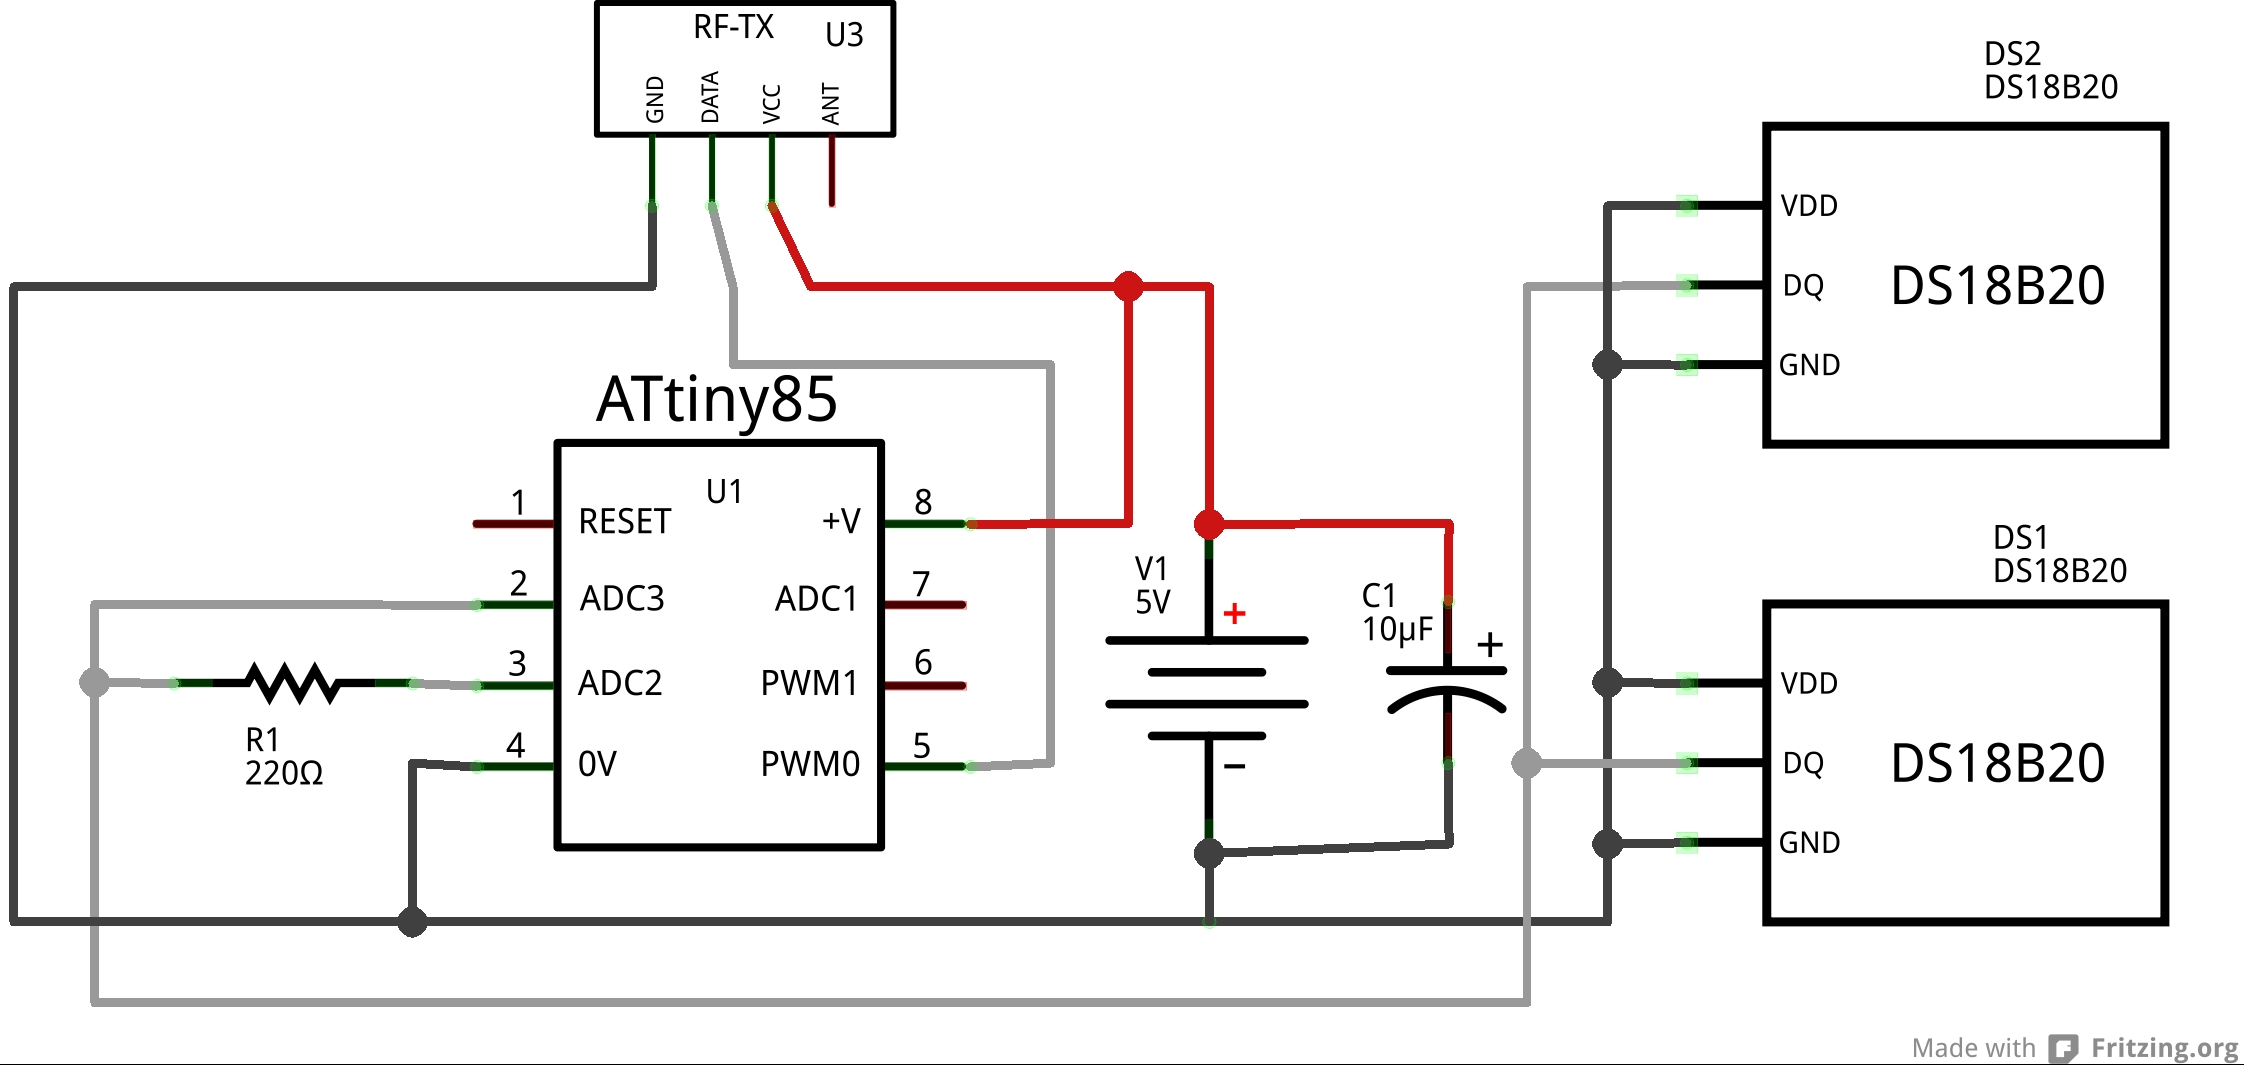 RF-TX
U3
GND
DATA
VCC
ANT
DS2
DS18B20
VDD
DQ
GND
DS18B20
ATtiny85
U1
1
RESET
2
ADC3
3
ADC2
4
0V
8
+V
7
ADC1
6
PWM1
5
PWM0
R1
220Ω
V1
5V
+
−
C1
10µF
+
DS1
DS18B20
VDD
DQ
GND
DS18B20
Made with Fritzing.org